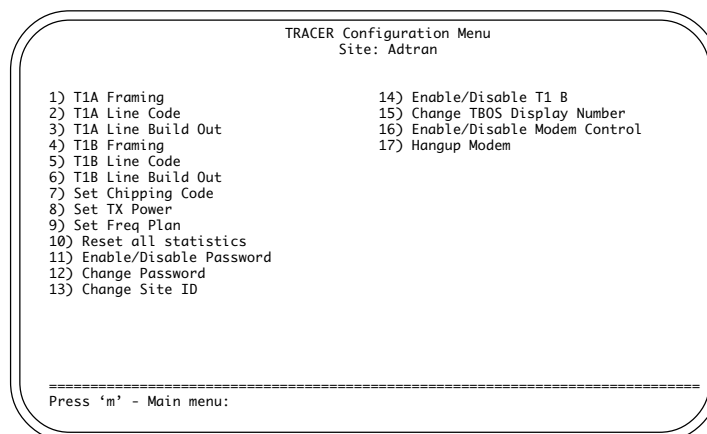 TRACER Configuration Menu
Site: Adtran
1) T1A Framing
2) T1A Line Code
3) T1A Line Build Out
4) T1B Framing
5) T1B Line Code
6) T1B Line Build Out
7) Set Chipping Code
8) Set TX Power
9) Set Freq Plan
10) Reset all statistics
11) Enable/Disable Password
12) Change Password
13) Change Site ID
14) Enable/Disable T1 B
15) Change TBOS Display Number
16) Enable/Disable Modem Control
17) Hangup Modem
===============================================================================
Press ‘m’ - Main menu: